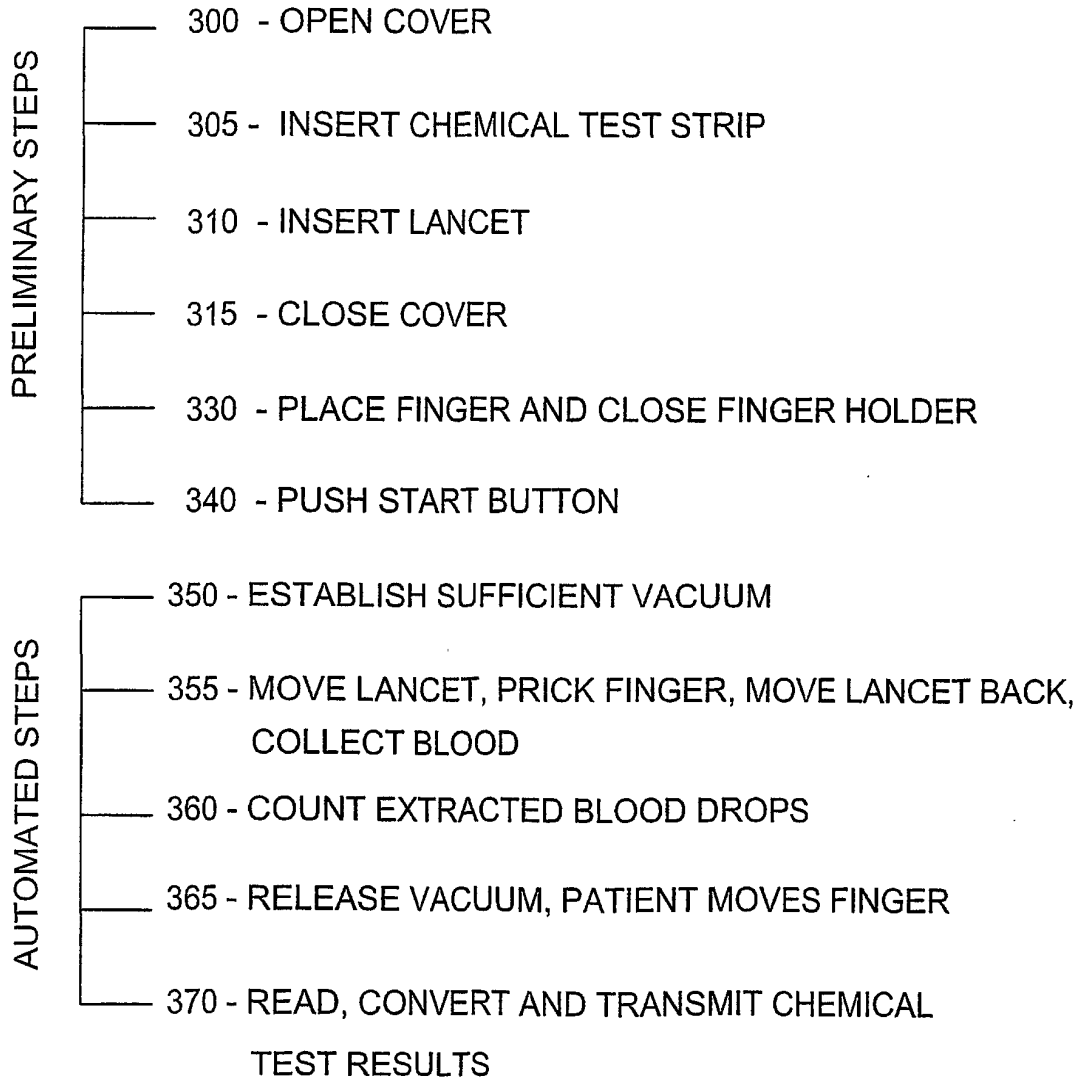 PRELIMINARY STEPS
300 - OPEN COVER
305 - INSERT CHEMICAL TEST STRIP
310 - INSERT LANCET
315 - CLOSE COVER
330 - PLACE FINGER AND CLOSE FINGER HOLDER
340 - PUSH START BUTTON
AUTOMATED STEPS
350 - ESTABLISH SUFFICIENT VACUUM
355 - MOVE LANCET, PRICK FINGER, MOVE LANCET BACK,
COLLECT BLOOD
360 - COUNT EXTRACTED BLOOD DROPS
365 - RELEASE VACUUM, PATIENT MOVES FINGER
370 - READ, CONVERT AND TRANSMIT CHEMICAL
TEST RESULTS